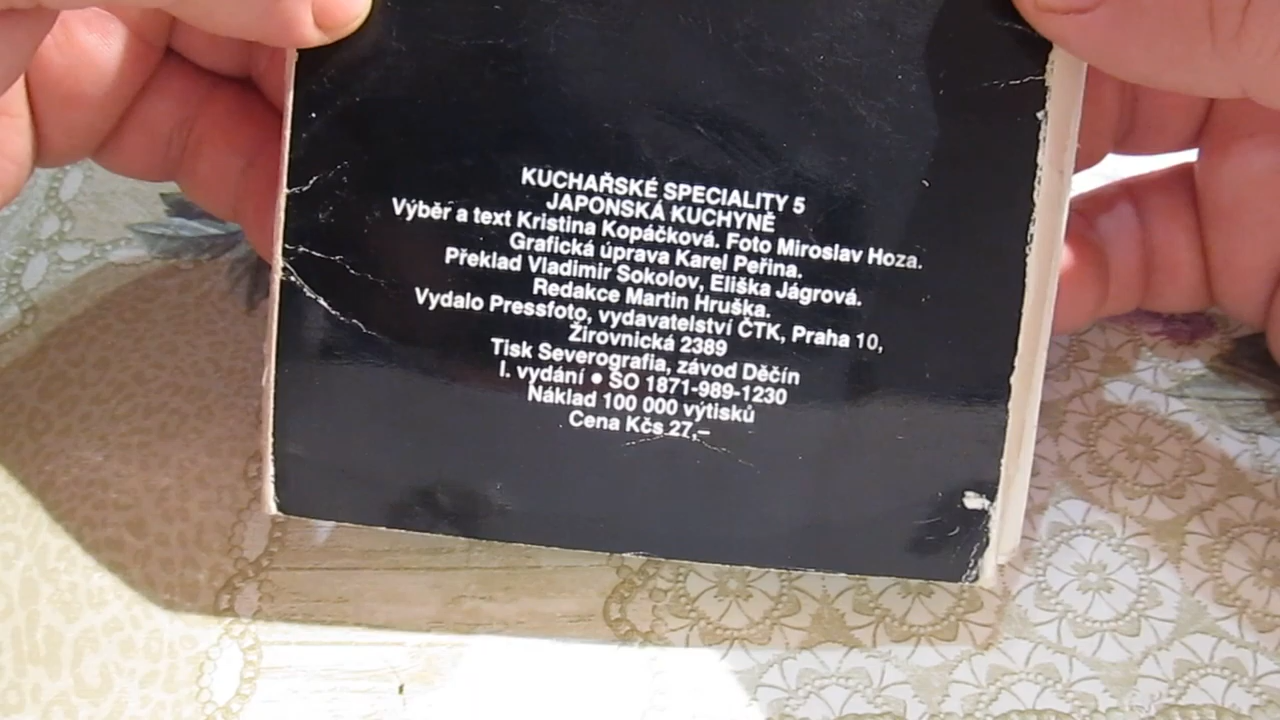 KUCHAŘSKÉ SPECIALITY 5
JAPONSKÁ KUCHYNĚ
Výběr a text Kristina Kopáčková. Foto Miroslav Hoza.
Grafická úprava Karel Peřina.
Překlad Vladimir Sokolov, Eliška Jágrová.
Redakce Martin Hruška.
Vydalo Pressfoto, vydavatelství ČTK, Praha 10,
Žirovnická 2389
Tisk Severografia, závod Děčín
I. vydání • SO 1871-989-1230
Náklad 100 000 výtisků
Cena Kčs 27,–